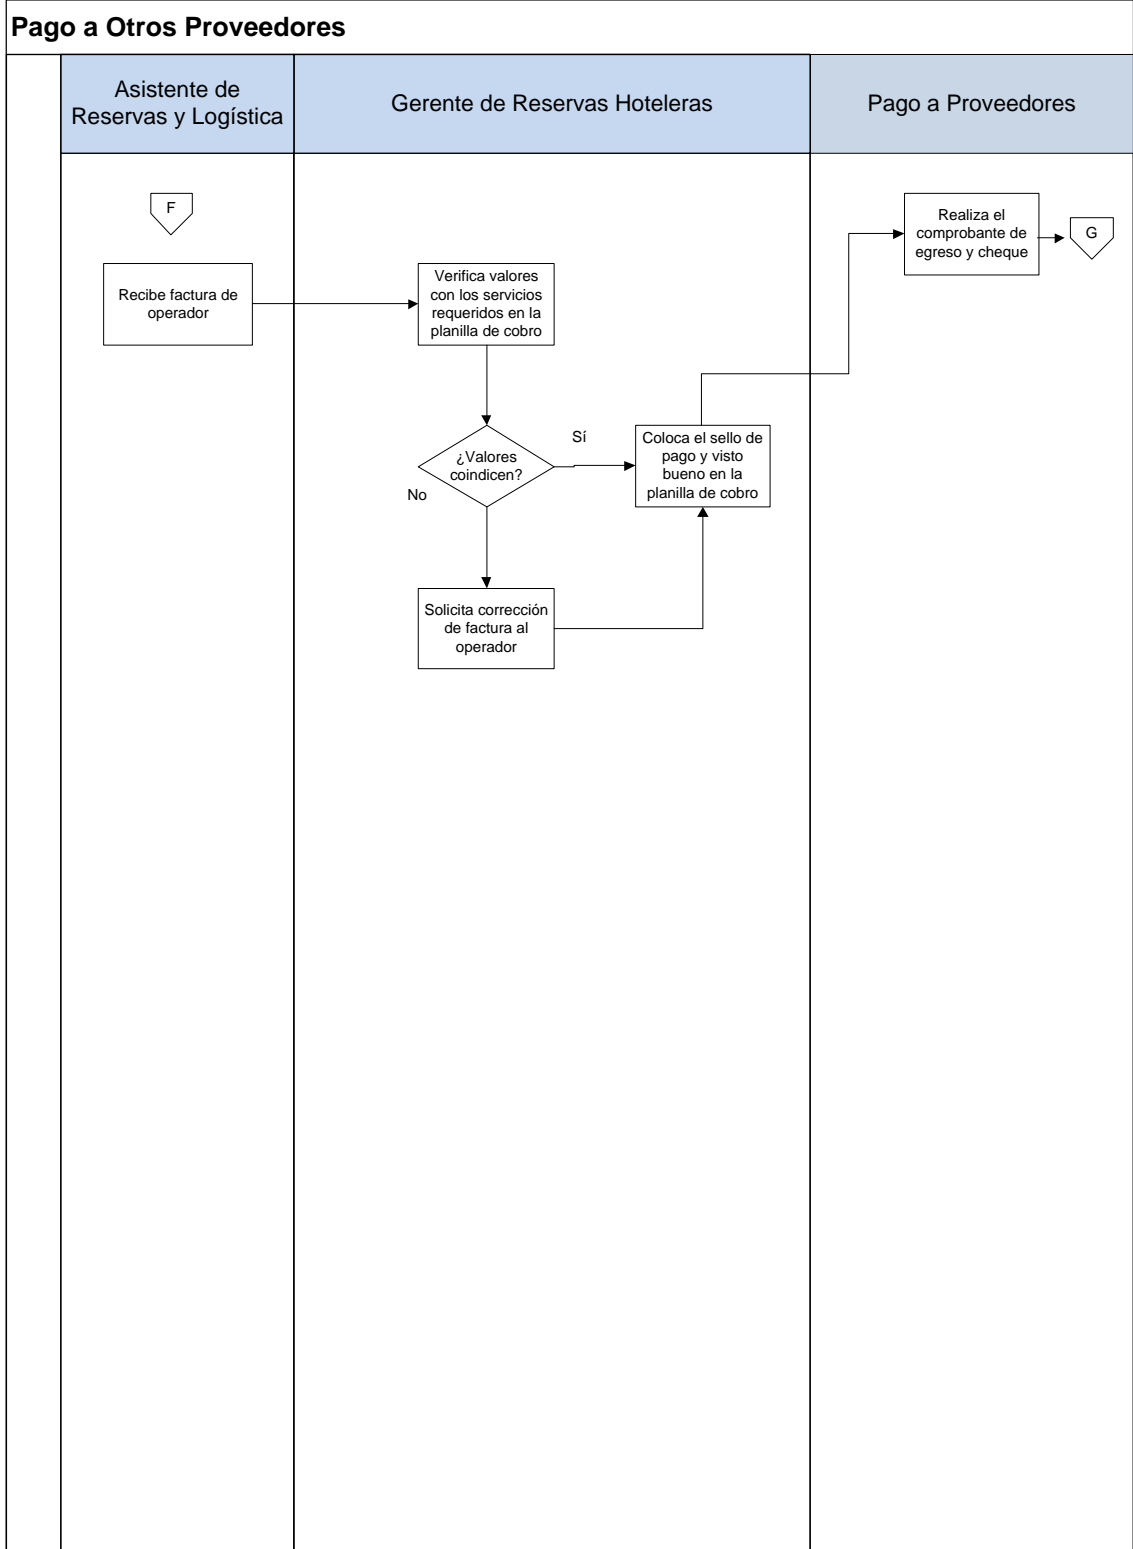 Pago a Otros Proveedores
Asistente de
Reservas y Logística
Gerente de Reservas Hoteleras
Pago a Proveedores
F
Recibe factura de
operador
Verifica valores
con los servicios
requeridos en la
planilla de cobro
¿Valores
coindicen?
Sí
No
Coloca el sello de
pago y visto
bueno en la
planilla de cobro
Solicita corrección
de factura al
operador
Realiza el
comprobante de
egreso y cheque
G